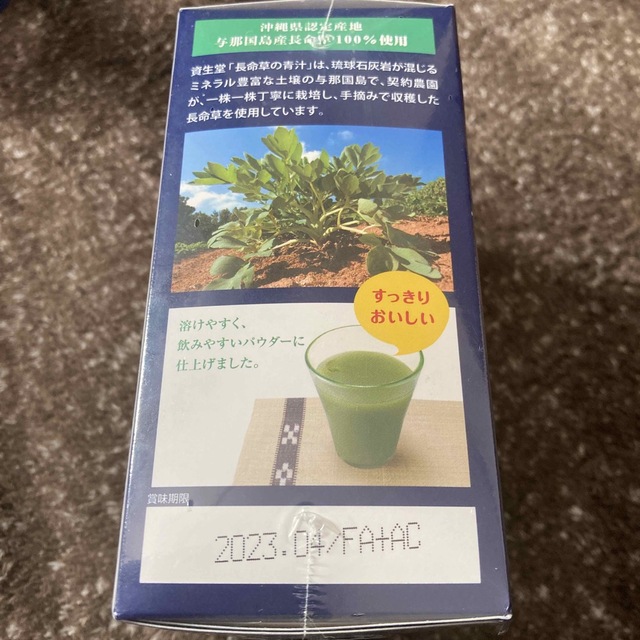 沖縄県認定産地
与那国島産長命草100%使用
資生堂「長命草の青汁」は、琉球石灰岩が混じる
ミネラル豊富な土壌の与那国島で、契約農園
が、一株一株丁寧に栽培し、手摘みで収穫した
長命草を使用しています。
すっきり
おいしい
溶けやすく、
飲みやすいパウダーに
仕上げました。
賞味期限
2023.04/FA+AC